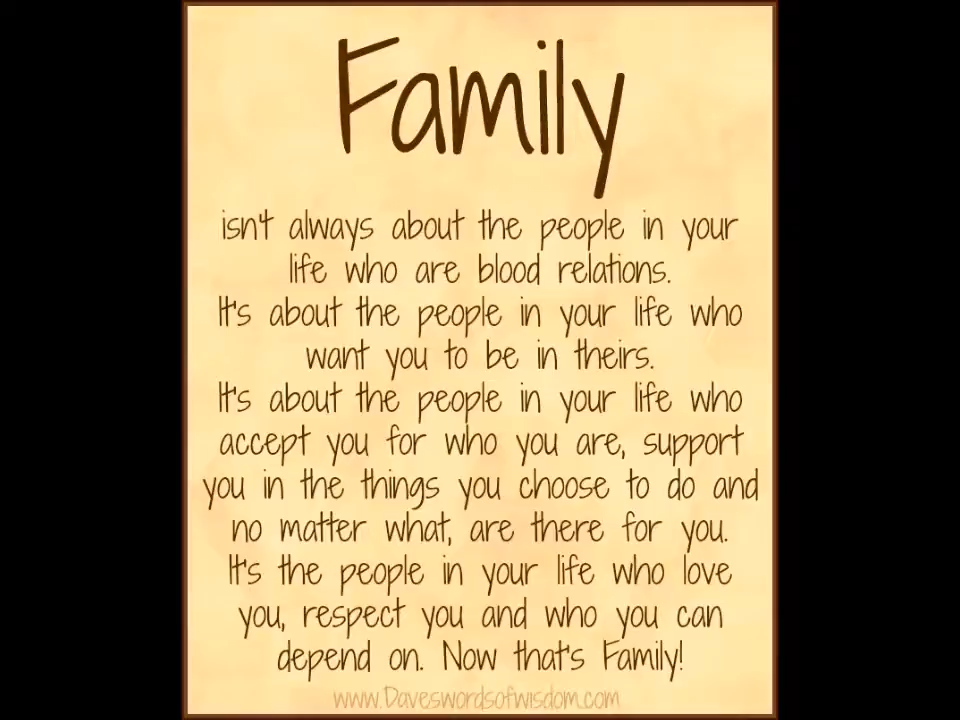 Family
isn't always about the people in your
life who are blood relations.
It's about the people in your life who
want you to be in theirs.
It's about the people in your life who
accept you for who you are, support
you in the things you choose to do and
no matter what, are there for you.
It's the people in your life who love
you, respect you and who you can
depend on. Now that's Family!
www.Daveswordsofwisdom.com